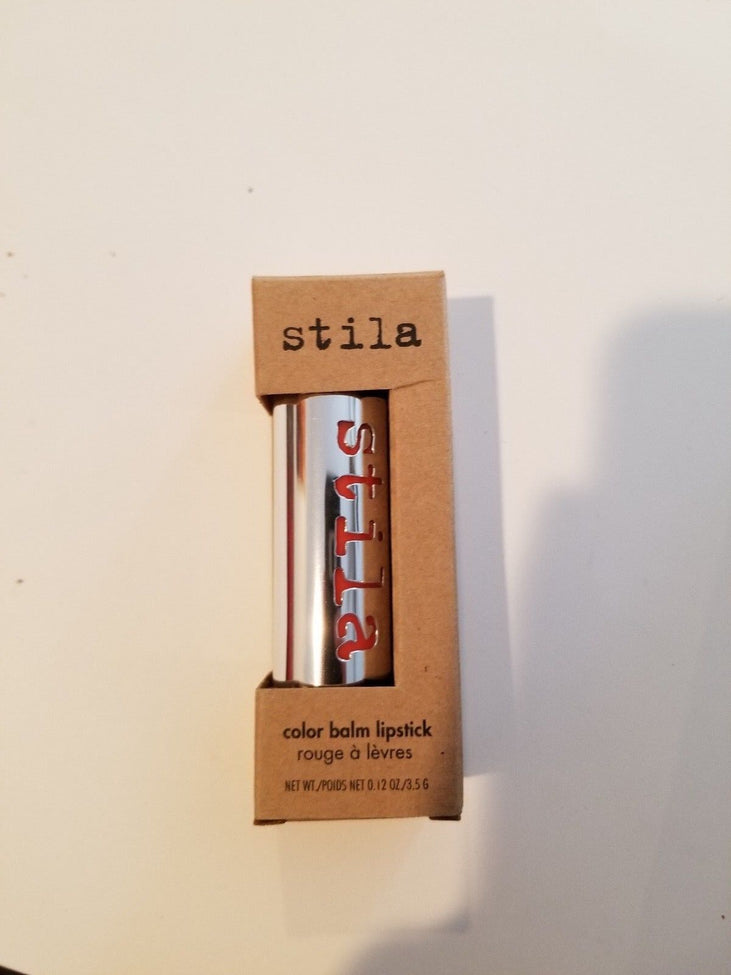 stila
stila
color balm lipstick
rouge à lèvres
NET WT./POIDS NET 0.12 OZ/3.5 G